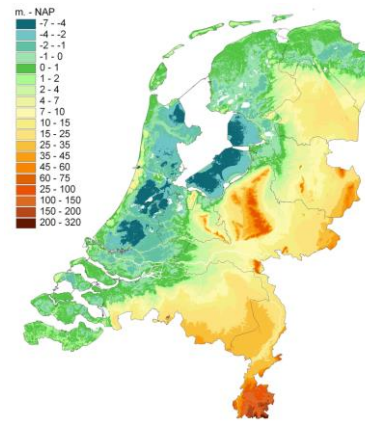 m. - NAP
-7 - -4
-4 - -2
-2 - -1
-1 - 0
0 - 1
1 - 2
2 - 4
4 - 7
7 - 10
10 - 15
15 - 25
25 - 35
35 - 45
45 - 60
60 - 75
25 - 100
100 - 150
150 - 200
200 - 320